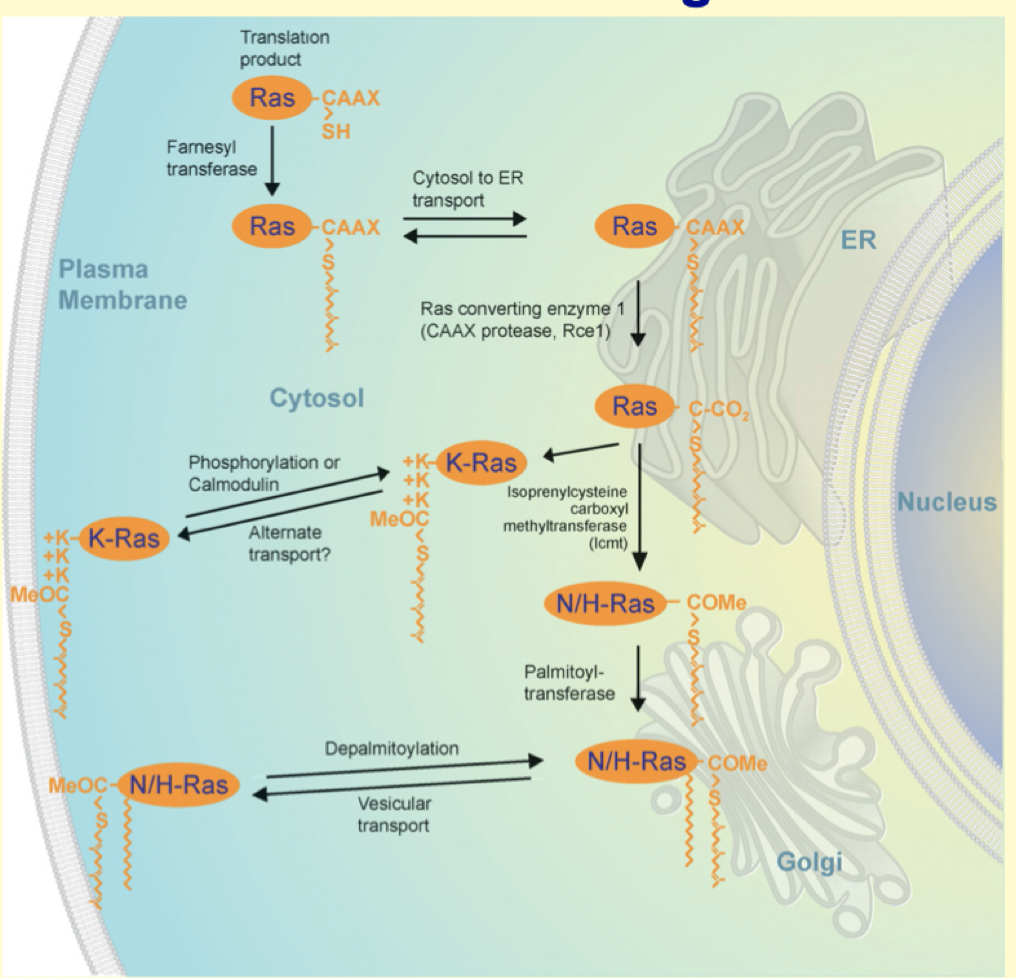 Translation
product
Ras
CAAX
SH
Farnesyl
transferase
Cytosol to ER
transport
Ras
CAAX
S
Ras
CAAX
S
ER
Plasma
Membrane
Ras converting enzyme 1
(CAAX protease, Rce1)
Cytosol
Ras
C-CO2
S
Phosphorylation or
Calmodulin
+K
K-Ras
+K
+K
MeOC
S
Isoprenylcysteine
carboxyl
methyltransferase
(Icmt)
Nucleus
Alternate
transport?
+K
K-Ras
+K
+K
MeOC
S
N/H-Ras
COMe
S
Palmitoyl-
transferase
Depalmitoylation
N/H-Ras
COMe
S
MeOC
N/H-Ras
S
Vesicular
transport
Golgi